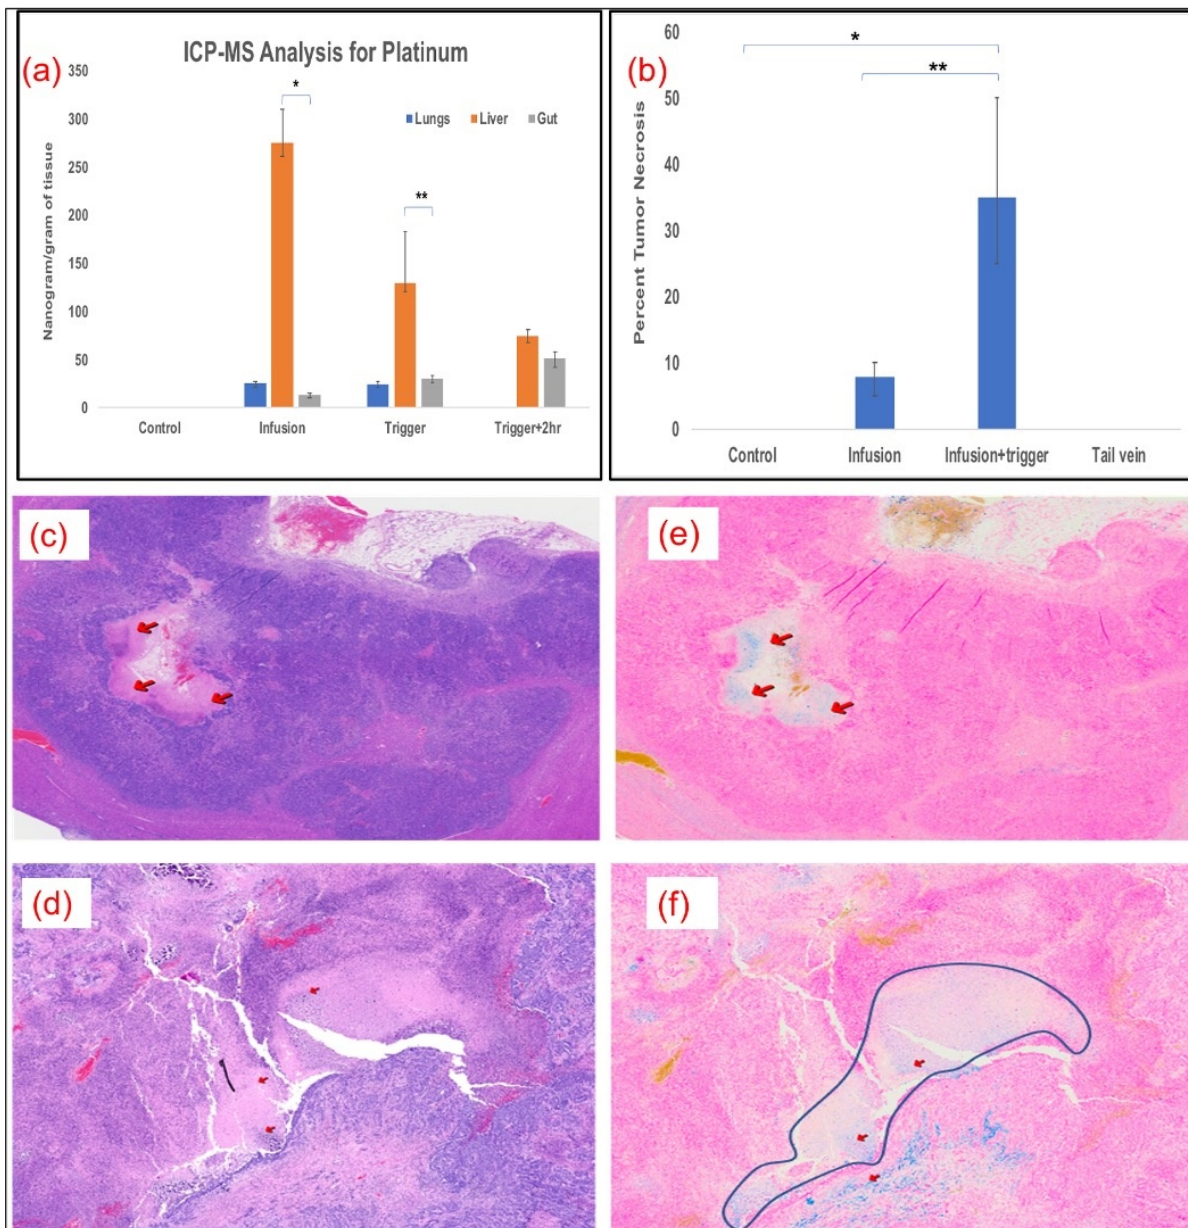 (a)
ICP-MS Analysis for Platinum
Nanogram/gram of tissue
350
300
250
200
150
100
50
0
*
**
Lungs Liver Gut
Control Infusion Trigger Trigger+2hr
(b)
Percent Tumor Necrosis
60
50
40
30
20
10
0
*
**
Control Infusion Infusion+trigger Tail vein
(c)
(e)
(d)
(f)